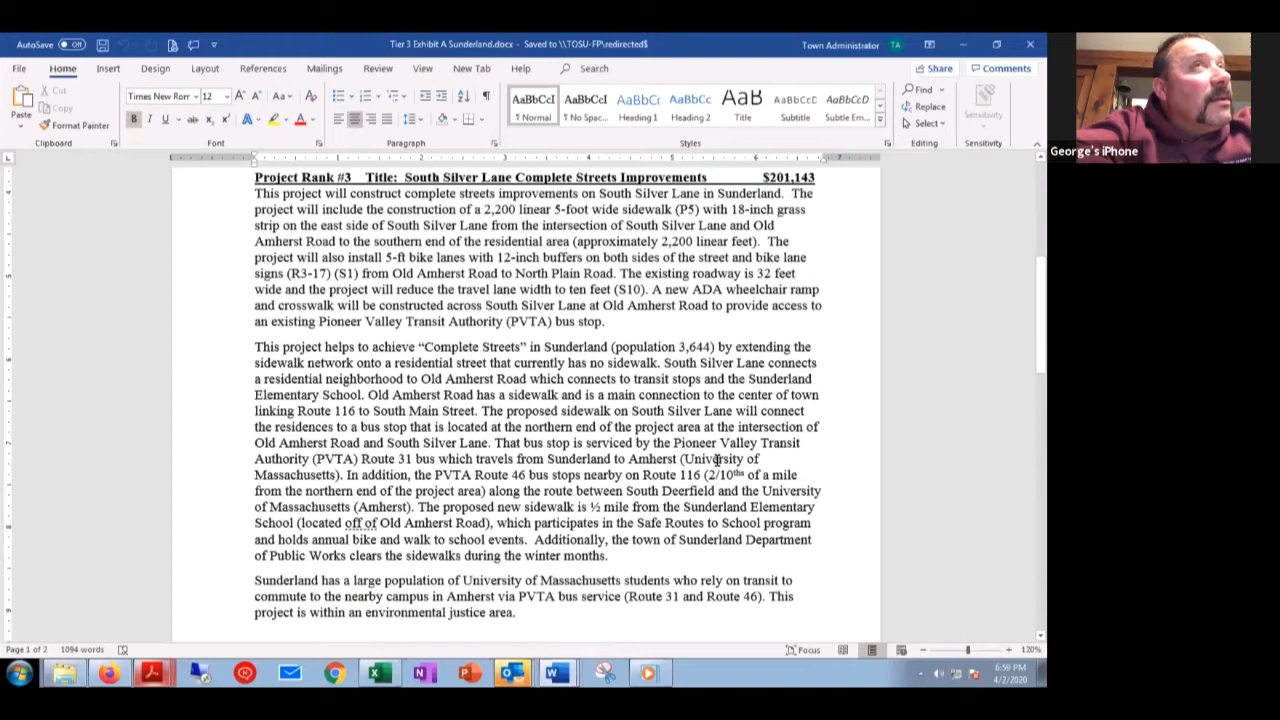 AutoSave Off
Tier 3 Exhibit A Sunderland.docx - Saved to \\TOSU-FP\redirected$
Town Administrator TA
File Home Insert Design Layout References Mailings Review View New Tab Help Search Share Comments
Paste Cut Copy Format Painter
Times New Ror 12
AaBbCcI AaBbCcI AaBbC AaBbCc AaB AaBbCcC AaBbCcD
Normal No Spac... Heading 1 Heading 2 Title Subtitle Subtle Em...
Find Replace Select Sensitivity
Clipboard Font Paragraph Styles Editing Sensitivity
George's iPhone
Project Rank #3 Title: South Silver Lane Complete Streets Improvements $201,143
This project will construct complete streets improvements on South Silver Lane in Sunderland. The
project will include the construction of a 2,200 linear 5-foot wide sidewalk (P5) with 18-inch grass
strip on the east side of South Silver Lane from the intersection of South Silver Lane and Old
Amherst Road to the southern end of the residential area (approximately 2,200 linear feet). The
project will also install 5-ft bike lanes with 12-inch buffers on both sides of the street and bike lane
signs (R3-17) (S1) from Old Amherst Road to North Plain Road. The existing roadway is 32 feet
wide and the project will reduce the travel lane width to ten feet (S10). A new ADA wheelchair ramp
and crosswalk will be constructed across South Silver Lane at Old Amherst Road to provide access to
an existing Pioneer Valley Transit Authority (PVTA) bus stop.
This project helps to achieve “Complete Streets” in Sunderland (population 3,644) by extending the
sidewalk network onto a residential street that currently has no sidewalk. South Silver Lane connects
a residential neighborhood to Old Amherst Road which connects to transit stops and the Sunderland
Elementary School. Old Amherst Road has a sidewalk and is a main connection to the center of town
linking Route 116 to South Main Street. The proposed sidewalk on South Silver Lane will connect
the residences to a bus stop that is located at the northern end of the project area at the intersection of
Old Amherst Road and South Silver Lane. That bus stop is serviced by the Pioneer Valley Transit
Authority (PVTA) Route 31 bus which travels from Sunderland to Amherst (University of
Massachusetts). In addition, the PVTA Route 46 bus stops nearby on Route 116 (2/10ths of a mile
from the northern end of the project area) along the route between South Deerfield and the University
of Massachusetts (Amherst). The proposed new sidewalk is ½ mile from the Sunderland Elementary
School (located off of Old Amherst Road), which participates in the Safe Routes to School program
and holds annual bike and walk to school events. Additionally, the town of Sunderland Department
of Public Works clears the sidewalks during the winter months.
Sunderland has a large population of University of Massachusetts students who rely on transit to
commute to the nearby campus in Amherst via PVTA bus service (Route 31 and Route 46). This
project is within an environmental justice area.
Page 1 of 2 1094 words Focus 120%
6:59 PM
4/2/2020